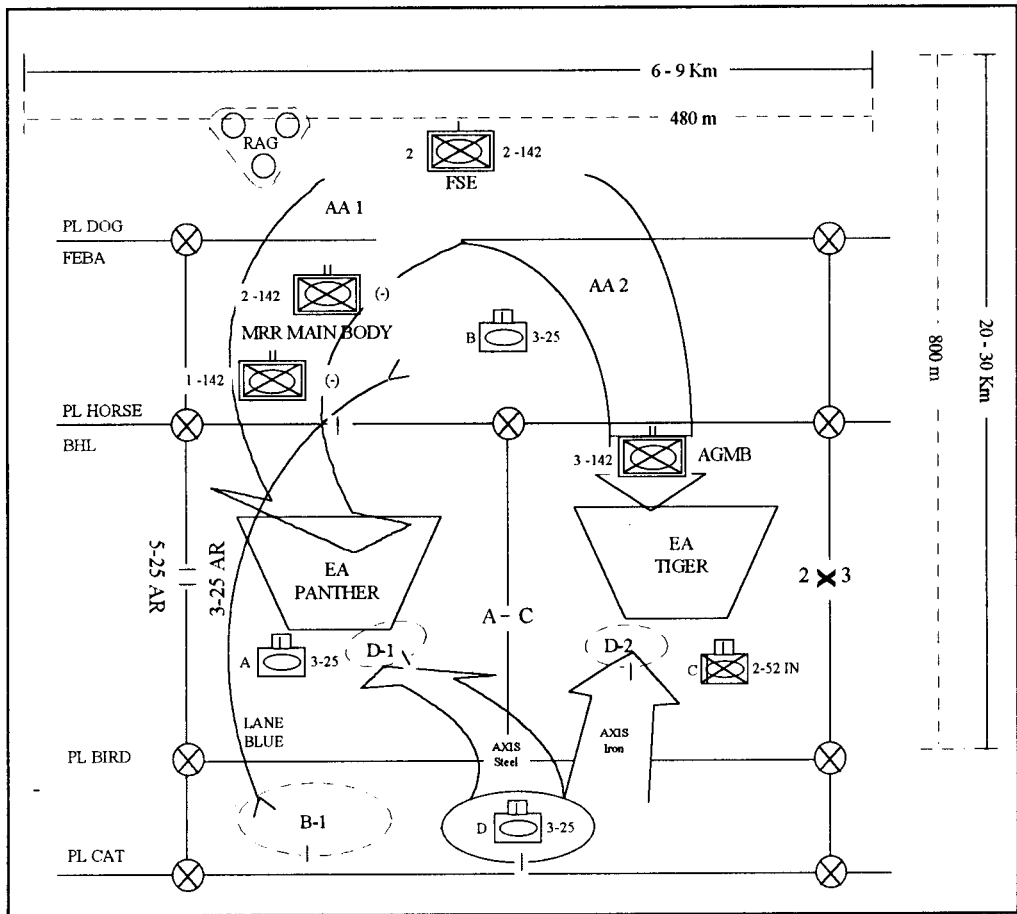 6 - 9 Km
480 m
RAG
2
2 -142
FSE
AA 1
PL DOG
FEBA
AA 2
2 -142
(-)
MRR MAIN BODY
B
3-25
1 -142
(-)
PL HORSE
BHL
3 -142
AGMB
800 m
20 - 30 Km
EA
PANTHER
EA
TIGER
5-25 AR
3-25 AR
2
3
A - C
A
3-25
D-1
D-2
C
2-52 IN
LANE
BLUE
AXIS
Steel
AXIS
Iron
PL BIRD
B-1
D
3-25
PL CAT